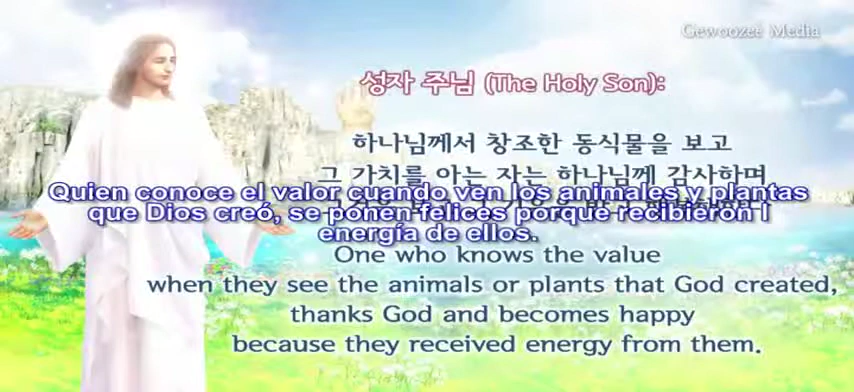 Gewoozee Media
성자 주님 (The Holy Son):
하나님께서 창조한 동식물을 보고
그 가치를 아는 자는 하나님께 감사하며
Quien conoce el valor cuando ven los animales y plantas
que Dios creó, se ponen felices porque recibieron l
energía de ellos.
One who knows the value
when they see the animals or plants that God created,
thanks God and becomes happy
because they received energy from them.